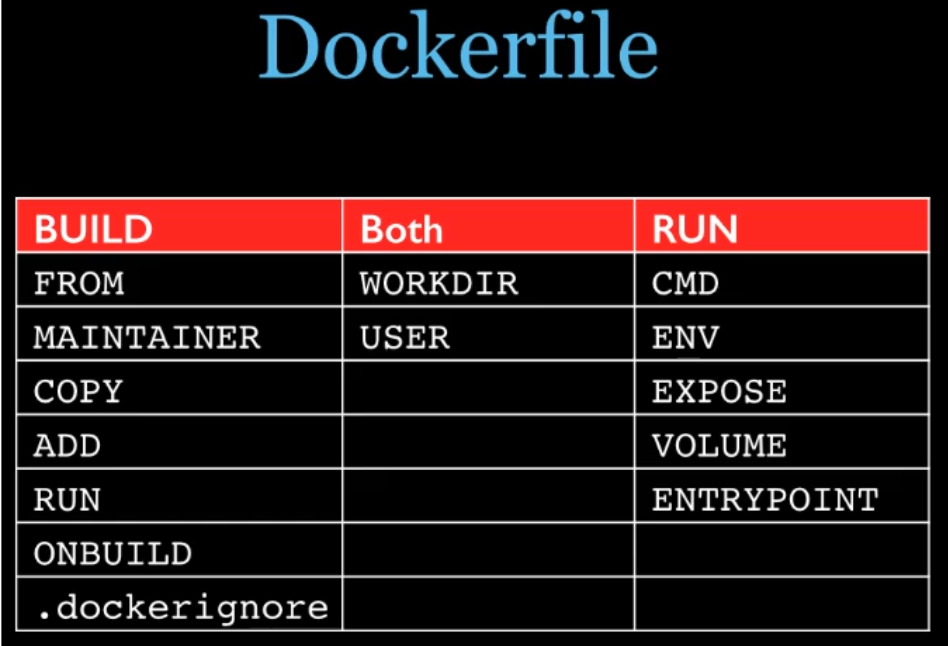 Dockerfile
BUILD Both RUN
FROM WORKDIR CMD
MAINTAINER USER ENV
COPY EXPOSE
ADD VOLUME
RUN ENTRYPOINT
ONBUILD
.dockerignore